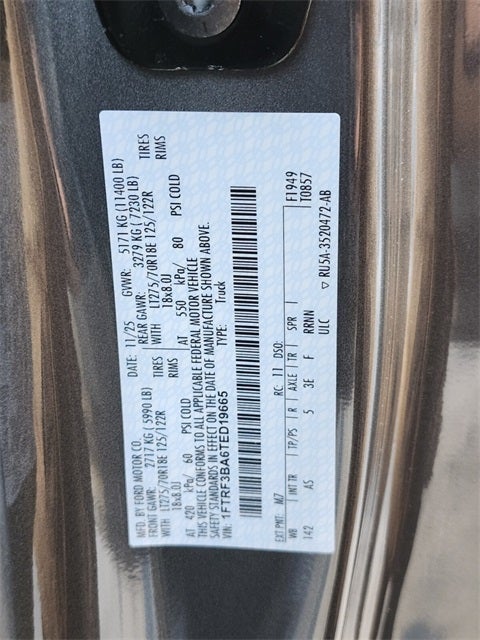 MFD. BY FORD MOTOR CO.
DATE: 11/25 GVWR: 5171 KG (11400 LB)
FRONT GAWR: 2717 KG ( 5990 LB) REAR GAWR: 3279 KG ( 7230 LB)
WITH LT275/70R18E 125/122R TIRES WITH LT275/70R18E 125/122R TIRES
18x8.0J RIMS 18x8.0J RIMS
AT 420 kPa/ 60 PSI COLD AT 550 kPa/ 80 PSI COLD
THIS VEHICLE CONFORMS TO ALL APPLICABLE FEDERAL MOTOR VEHICLE
SAFETY STANDARDS IN EFFECT ON THE DATE OF MANUFACTURE SHOWN ABOVE.
VIN: 1FTRF3BA6TED19665 TYPE: Truck
F1949
T0857
EXT PNT: M7 RC: 11 DSO:
WB INT TR TP/PS R AXLE TR SPR
142 AS 5 3E F RRNN
ULC
▽ RU5A-3520472-AB